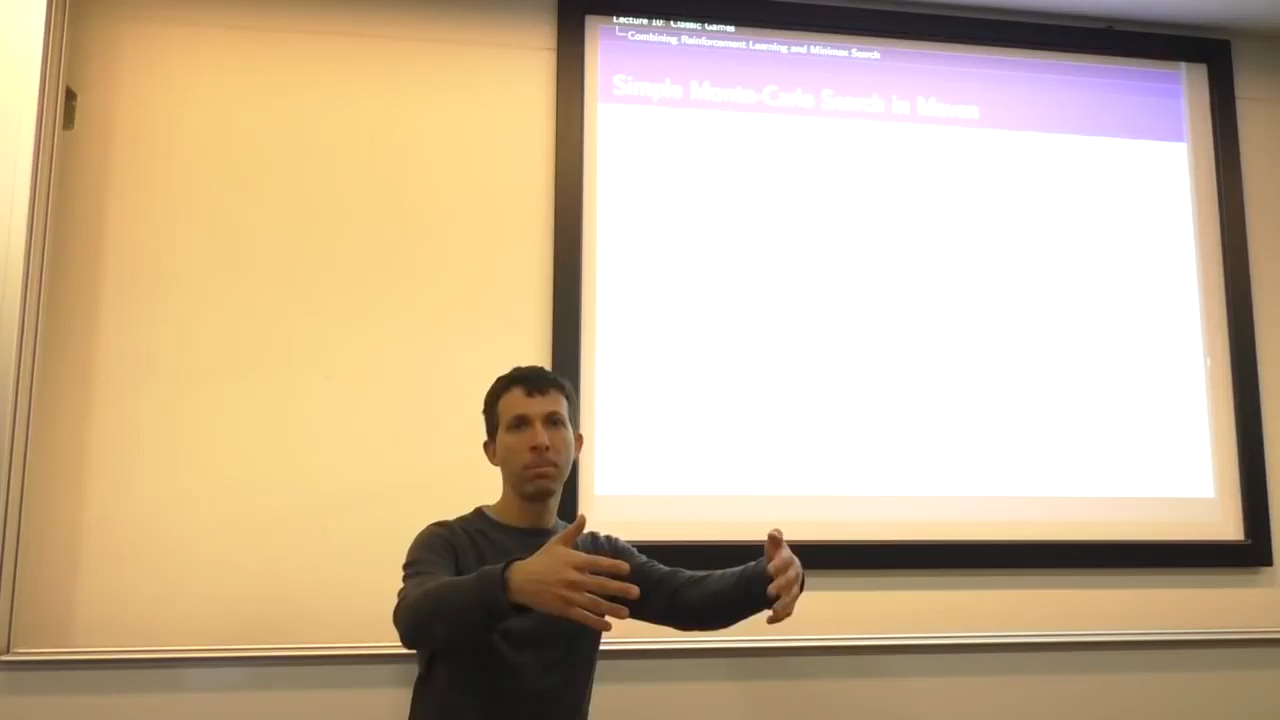 Lecture 10: Classic Games
Combining Reinforcement Learning and Minimax Search
Simple Monte-Carlo Search in Maven